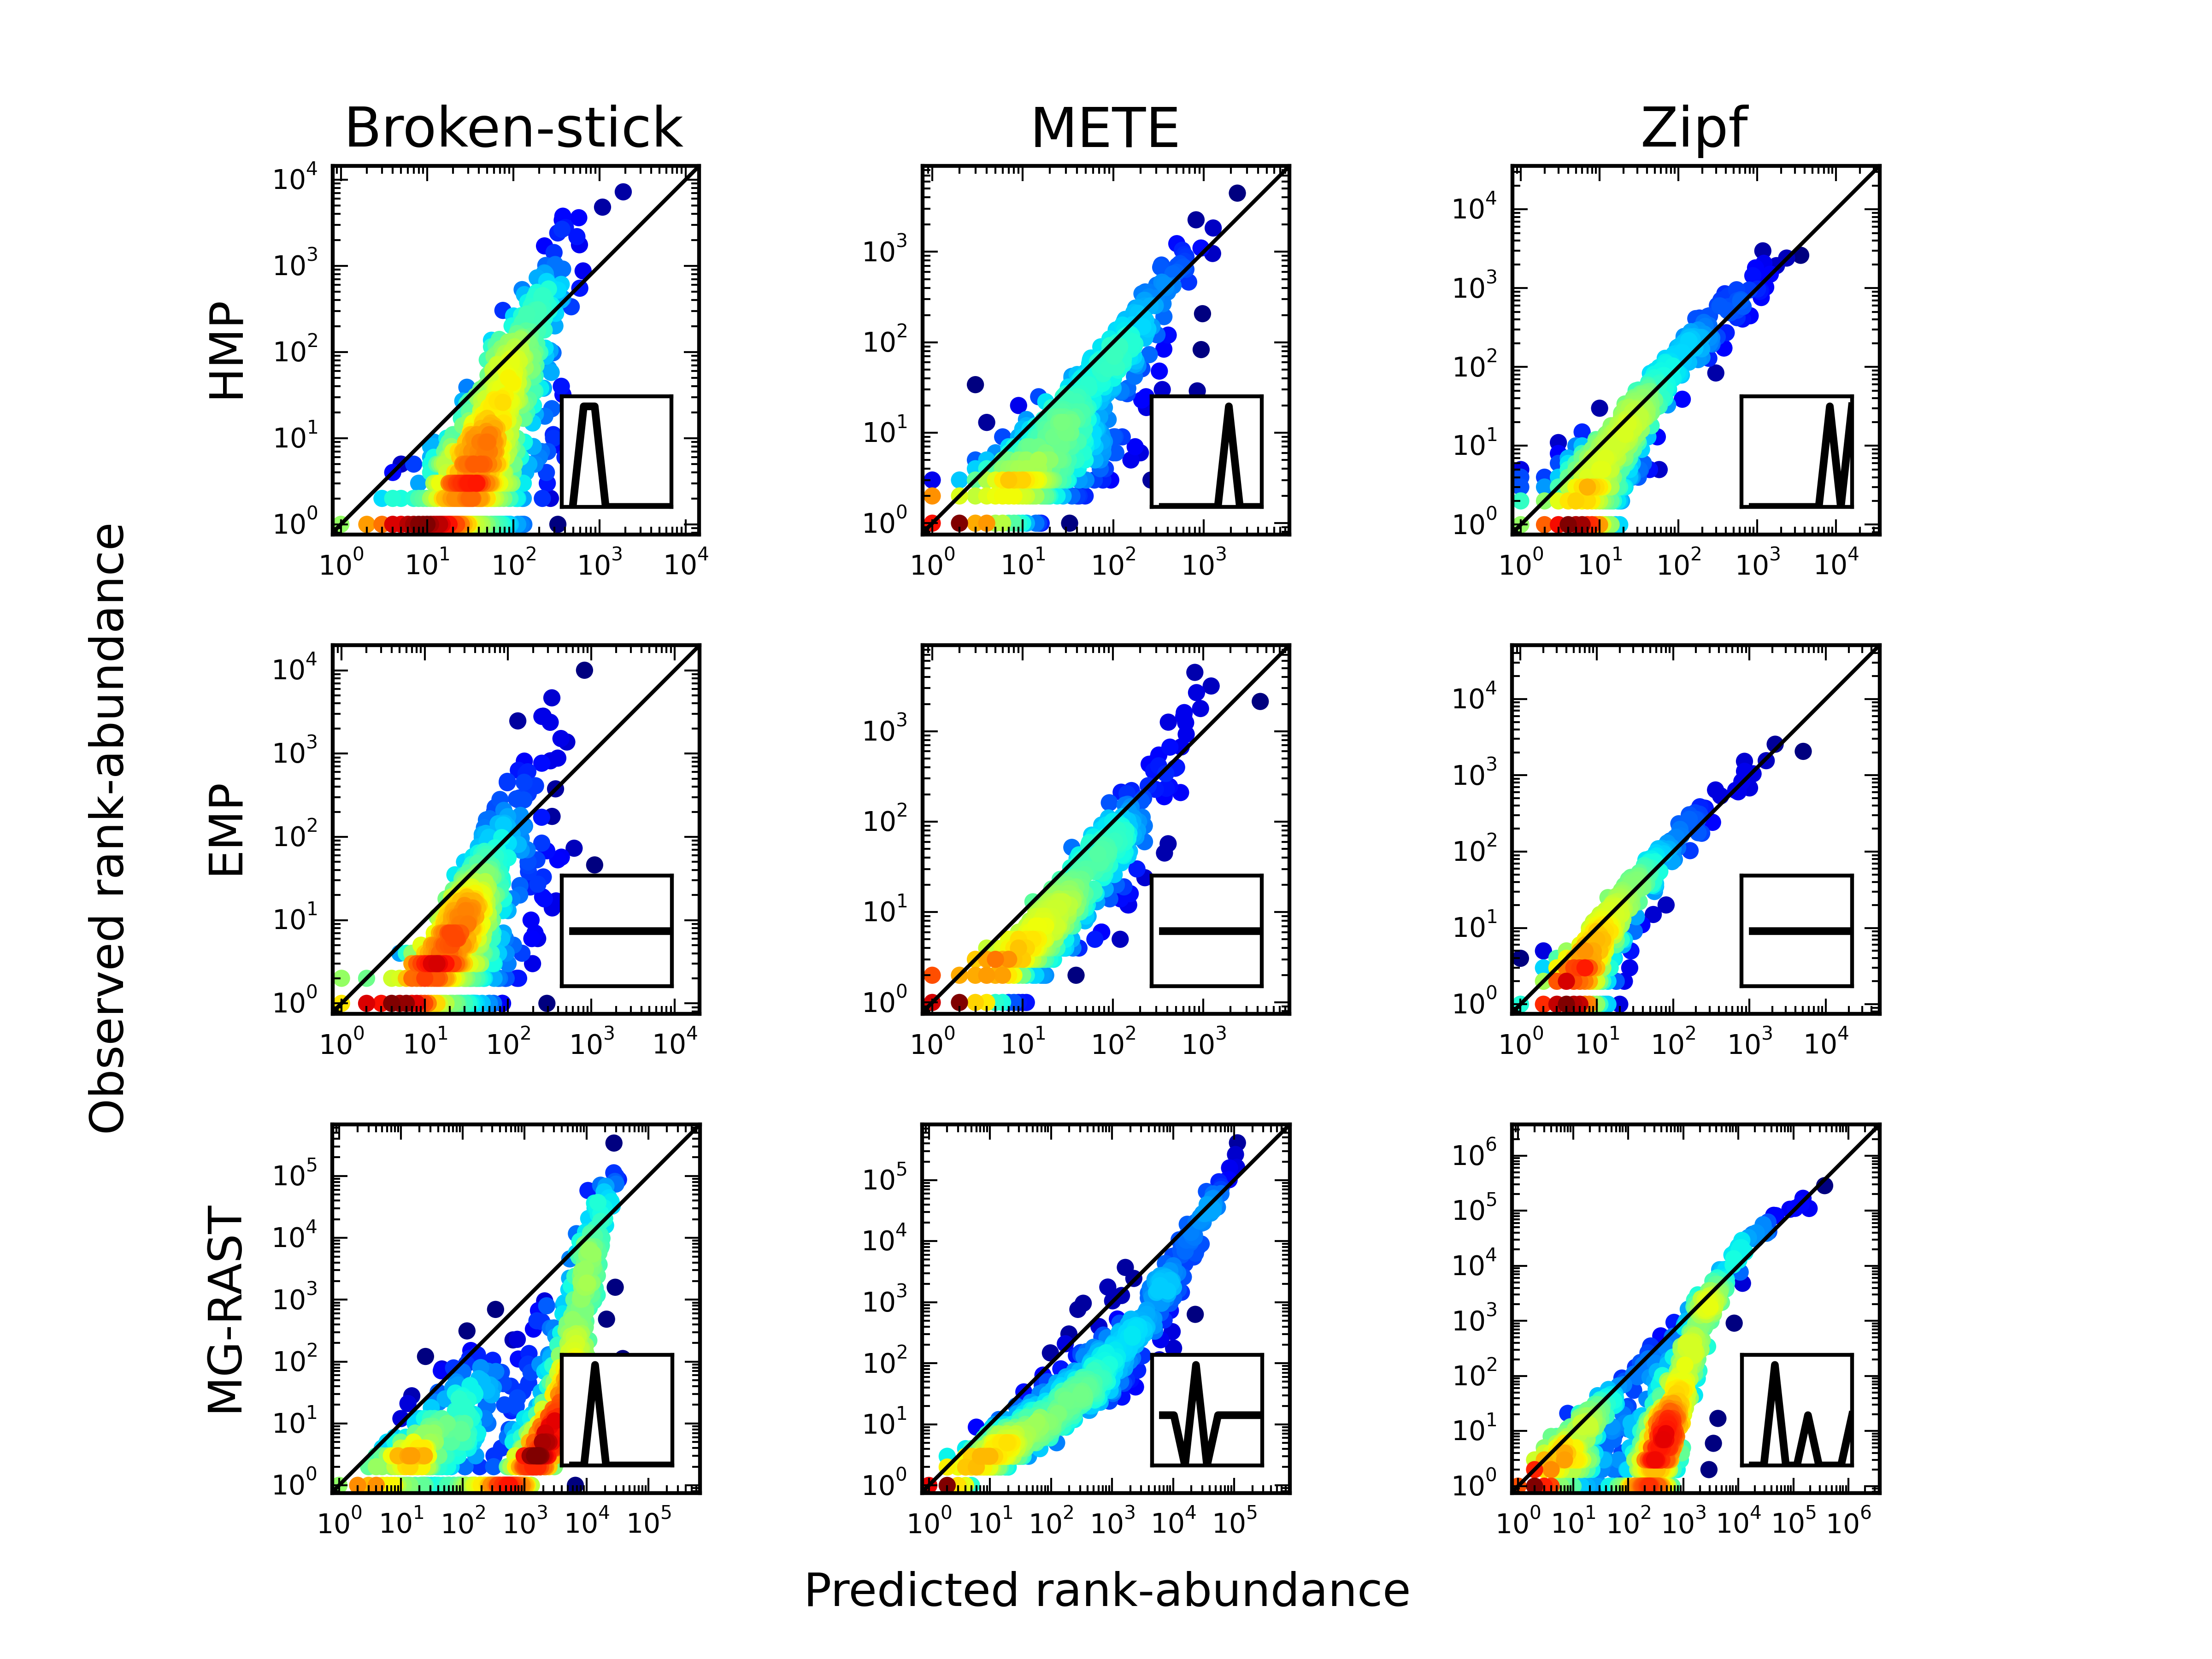 Broken-stick METE Zipf
HMP
10⁴ 10³ 10² 10¹ 10⁰
10⁰ 10¹ 10² 10³ 10⁴
10³ 10² 10¹ 10⁰
10⁰ 10¹ 10² 10³
10⁴ 10³ 10² 10¹ 10⁰
10⁰ 10¹ 10² 10³ 10⁴
Observed rank-abundance
EMP
10⁴ 10³ 10² 10¹ 10⁰
10⁰ 10¹ 10² 10³ 10⁴
10³ 10² 10¹ 10⁰
10⁰ 10¹ 10² 10³
10⁴ 10³ 10² 10¹ 10⁰
10⁰ 10¹ 10² 10³ 10⁴
MG-RAST
10⁵ 10⁴ 10³ 10² 10¹ 10⁰
10⁰ 10¹ 10² 10³ 10⁴ 10⁵
10⁵ 10⁴ 10³ 10² 10¹ 10⁰
10⁰ 10¹ 10² 10³ 10⁴ 10⁵
10⁶ 10⁵ 10⁴ 10³ 10² 10¹ 10⁰
10⁰ 10¹ 10² 10³ 10⁴ 10⁵ 10⁶
Predicted rank-abundance